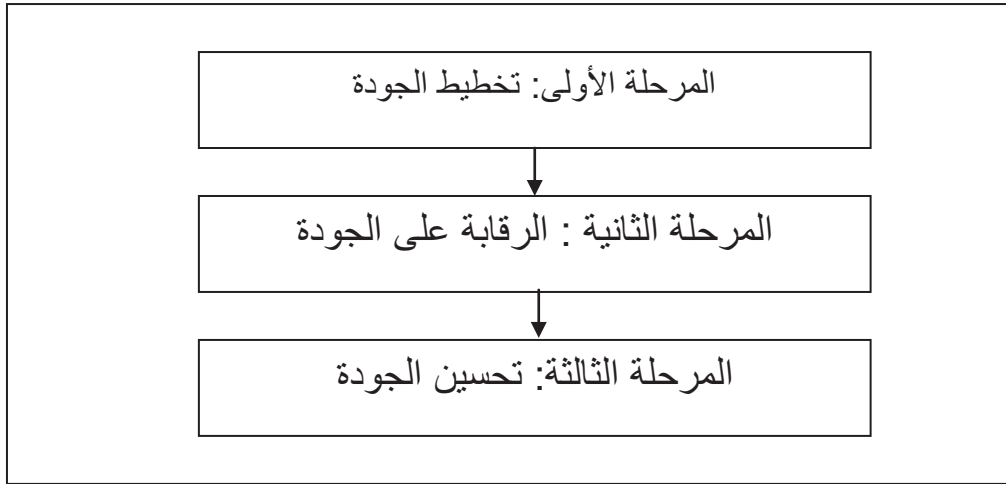 المرحلة الأولى: تخطيط الجودة
المرحلة الثانية : الرقابة على الجودة
المرحلة الثالثة: تحسين الجودة